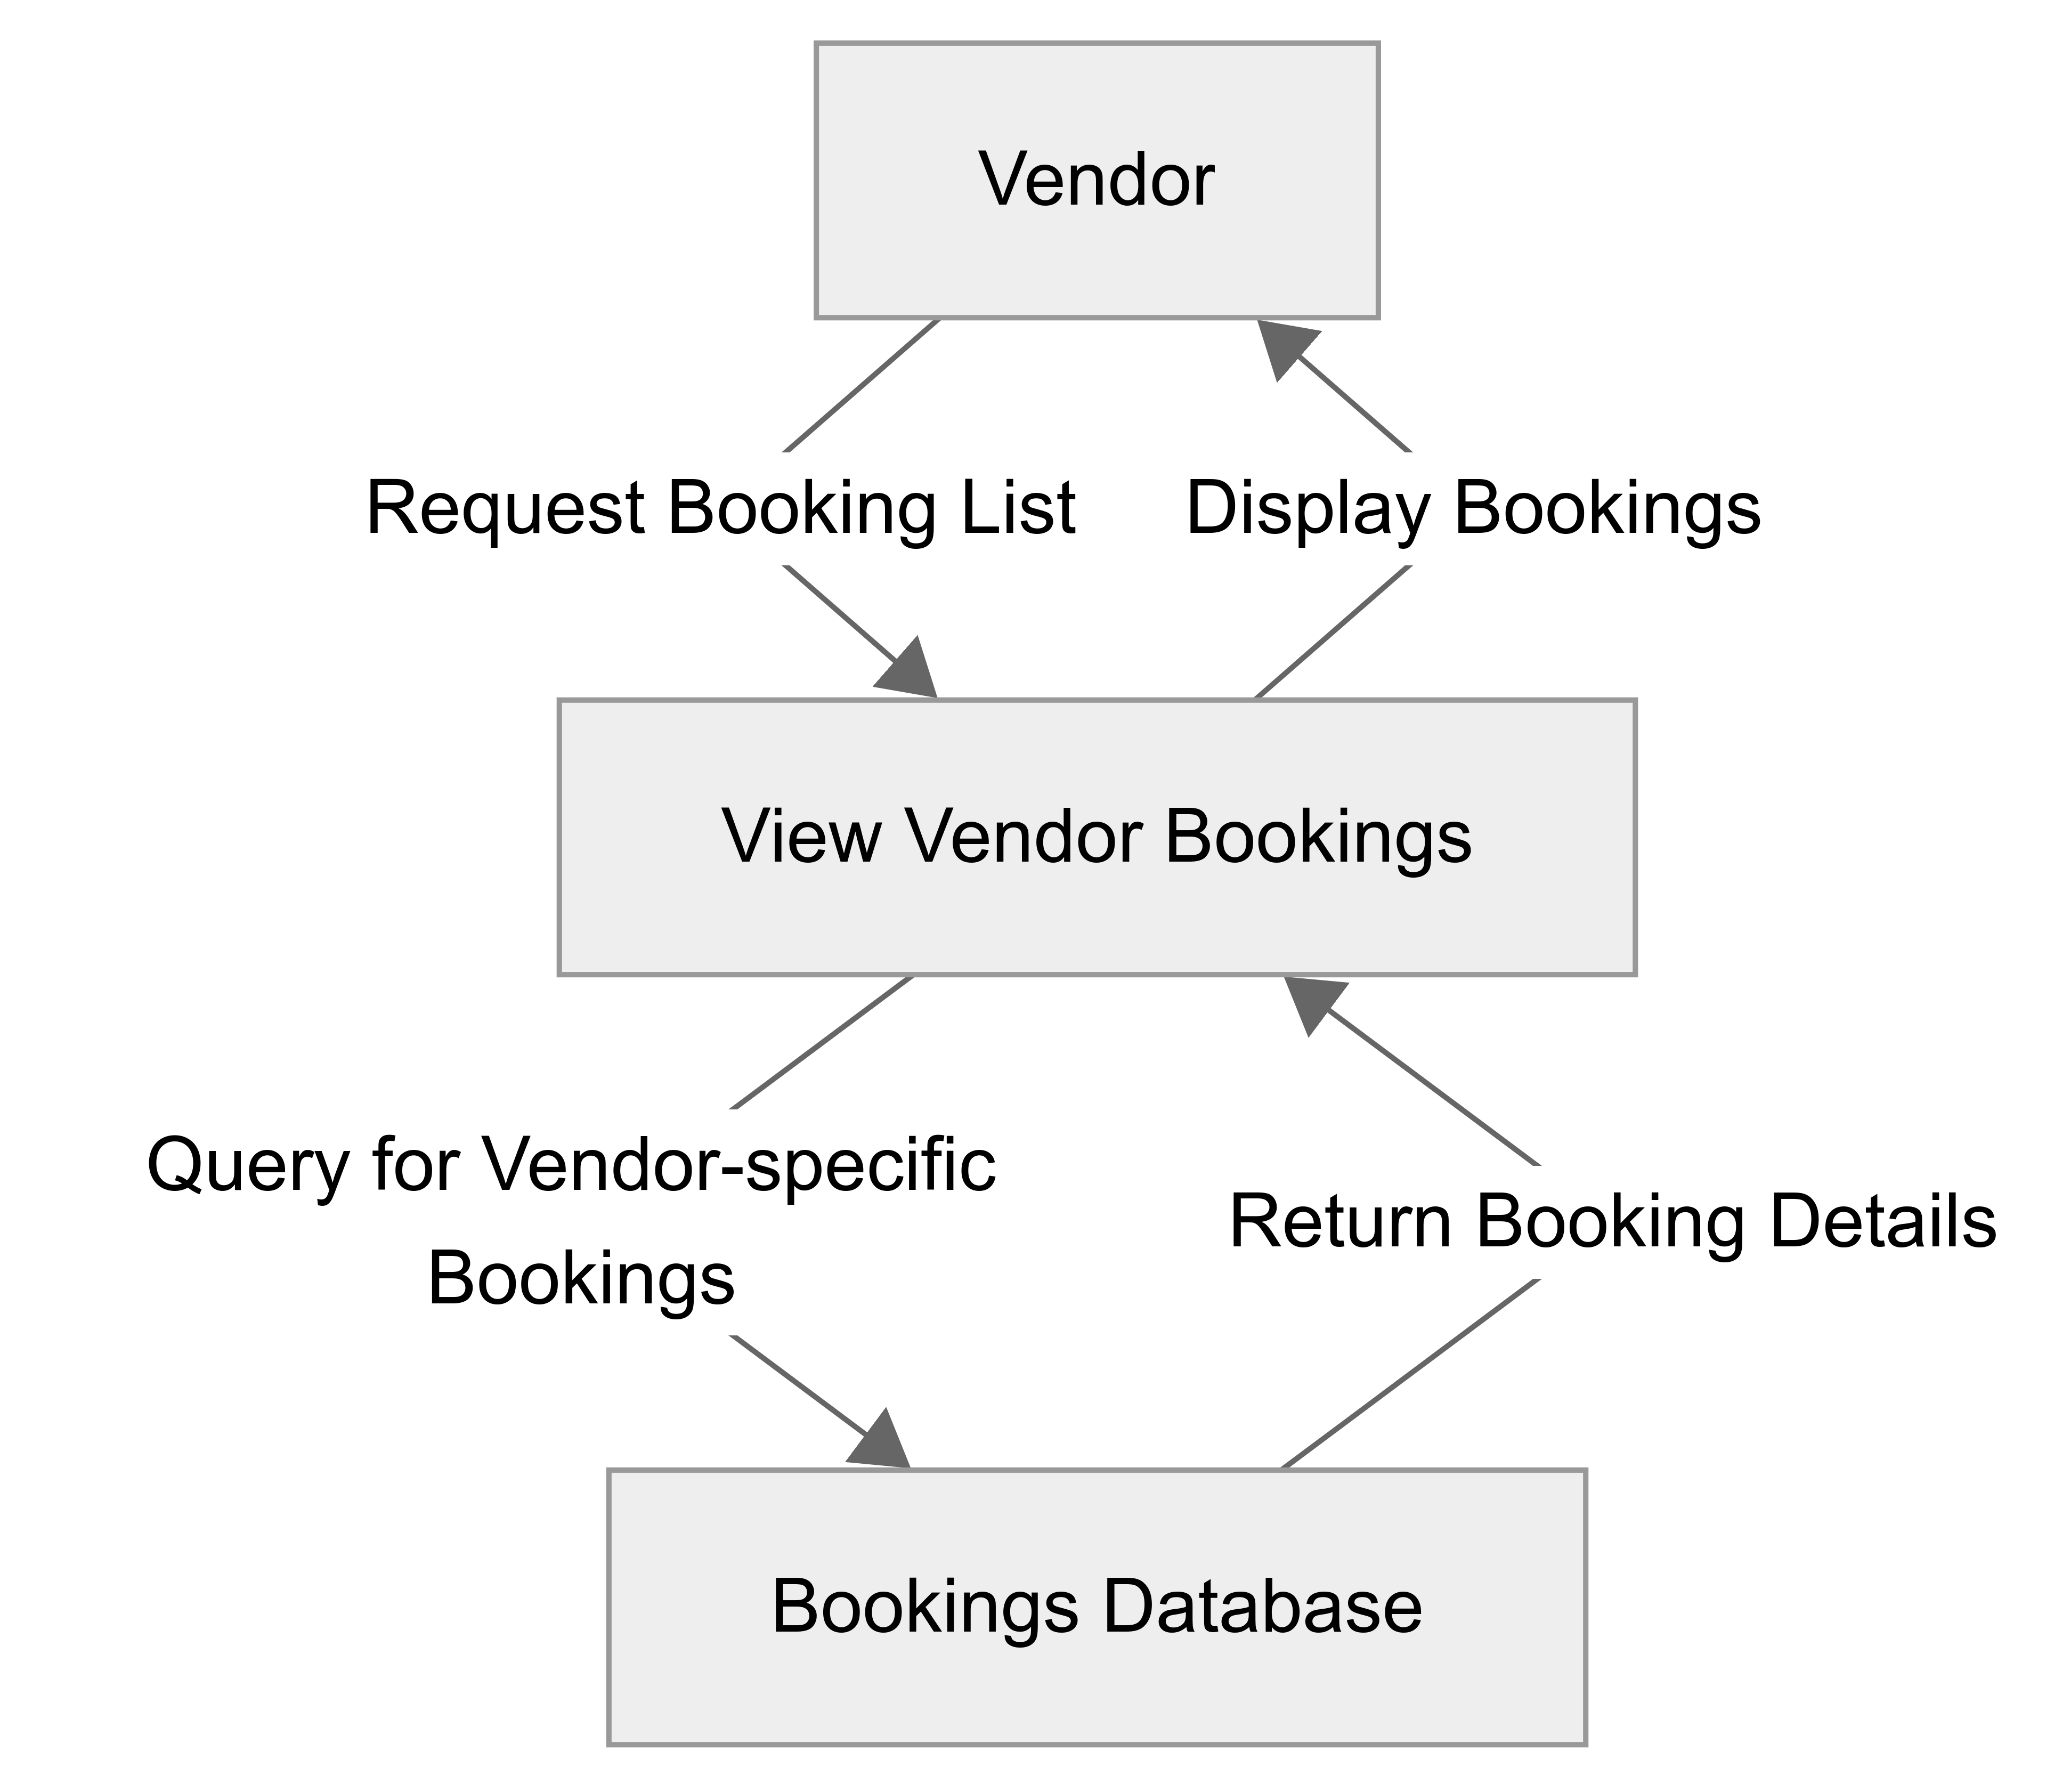 Vendor
Request Booking List
Display Bookings
View Vendor Bookings
Query for Vendor-specific
Bookings
Return Booking Details
Bookings Database